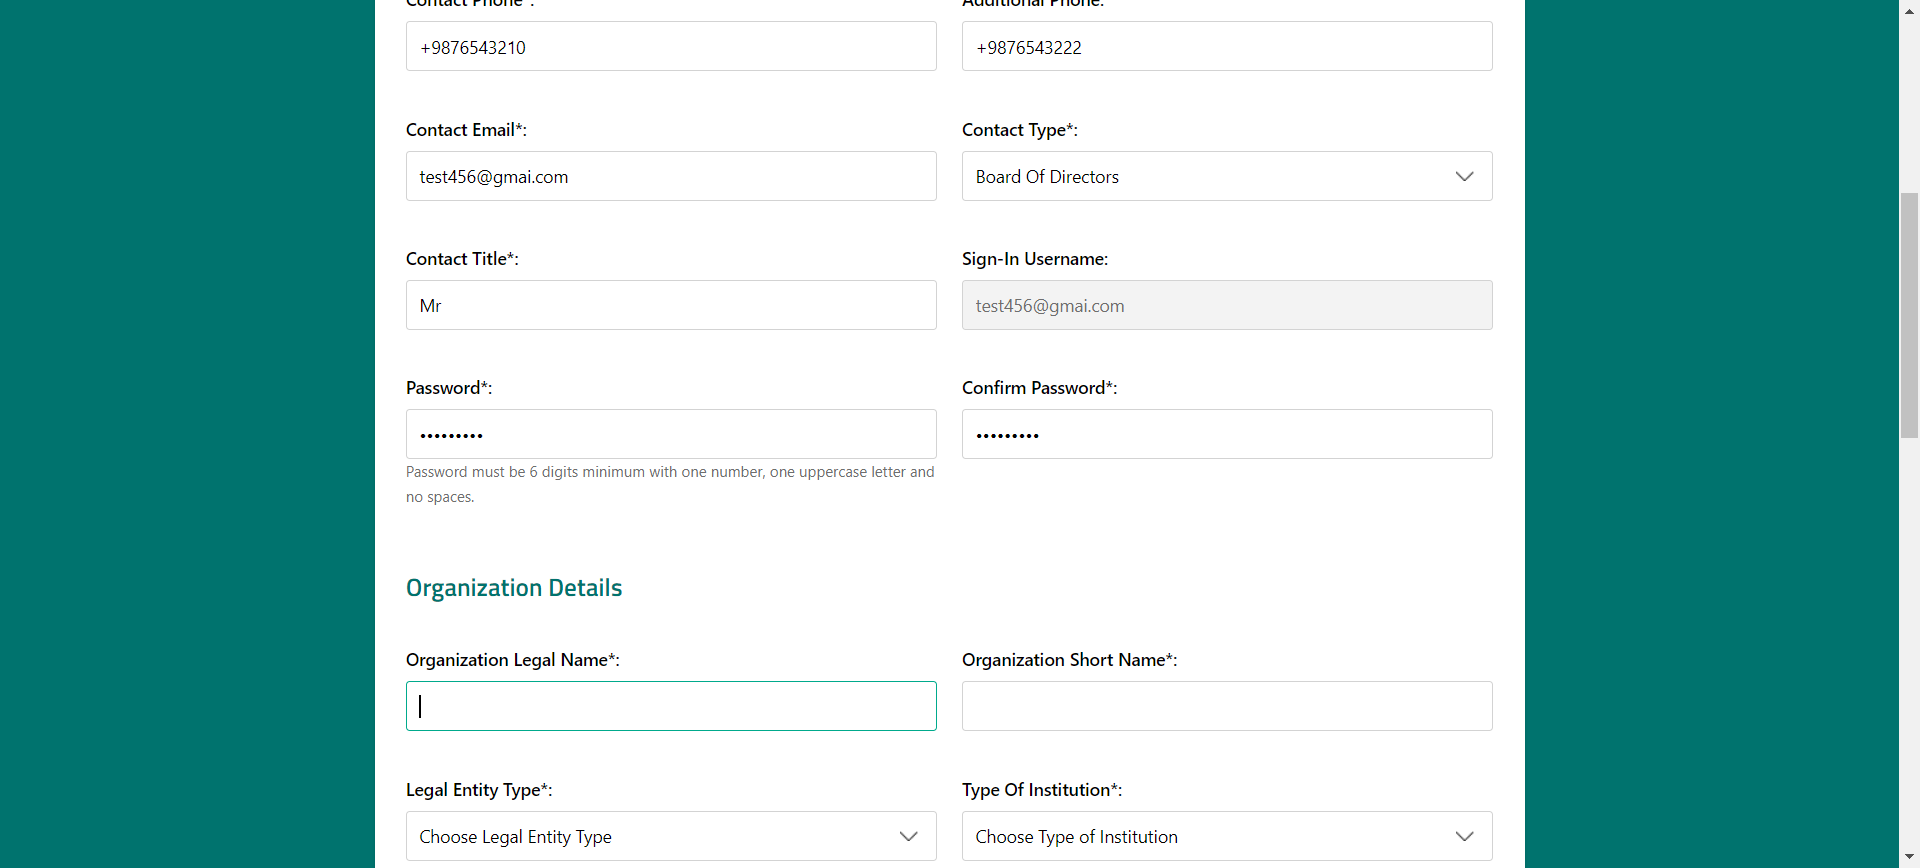 Contact Phone*:
Additional Phone:
+9876543210
+9876543222
Contact Email*:
Contact Type*:
test456@gmai.com
Board Of Directors
Contact Title*:
Sign-In Username:
Mr
test456@gmai.com
Password*:
Confirm Password*:
•••••••••
•••••••••
Password must be 6 digits minimum with one number, one uppercase letter and
no spaces.
Organization Details
Organization Legal Name*:
Organization Short Name*:
Legal Entity Type*:
Type Of Institution*:
Choose Legal Entity Type
Choose Type of Institution